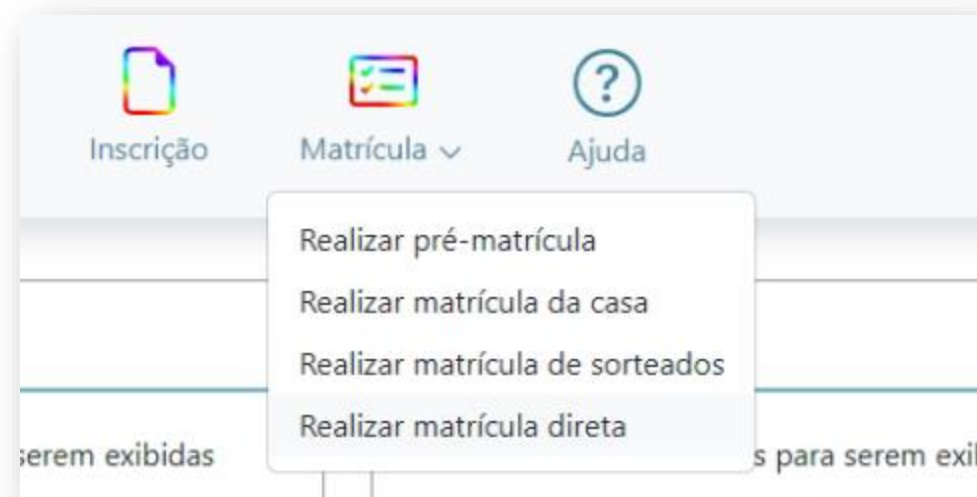 Inscrição
Matrícula
Ajuda
Realizar pré-matrícula
Realizar matrícula da casa
Realizar matrícula de sorteados
Realizar matrícula direta
serem exibidas
s para serem exi